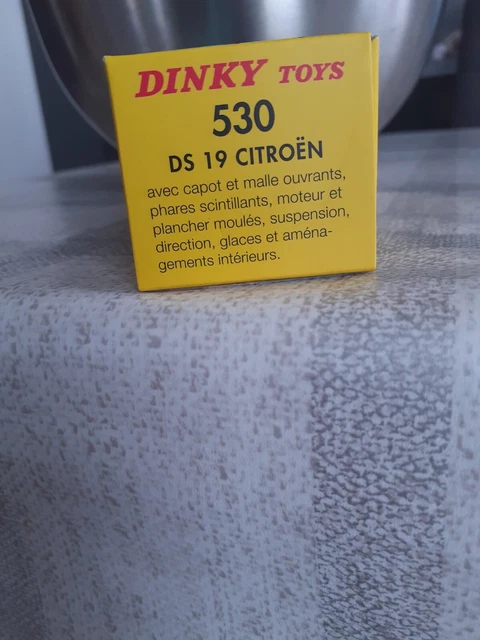 DINKY TOYS
530
DS 19 CITROËN
avec capot et malle ouvrants,
phares scintillants, moteur et
plancher moulés, suspension,
direction, glaces et aména-
gements intérieurs.